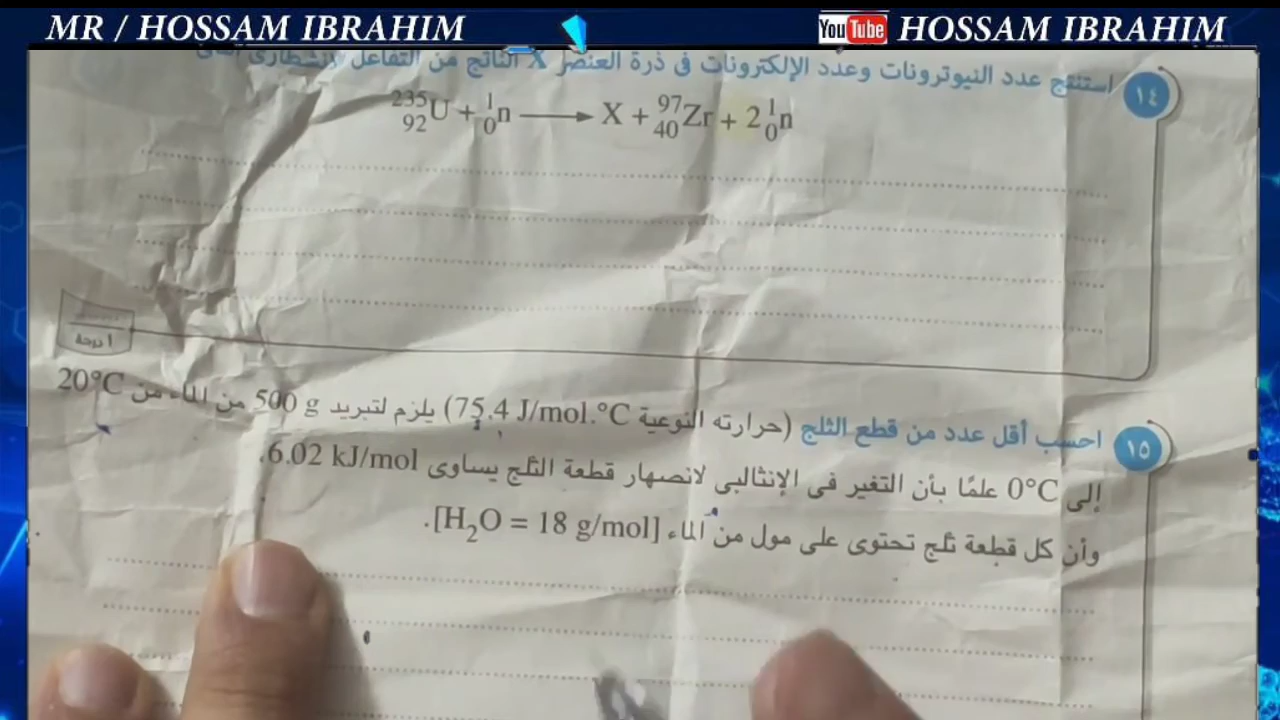 MR / HOSSAM IBRAHIM
YouTube HOSSAM IBRAHIM
١٤ استنتج عدد النيوترونات وعدد الإلكترونات فى ذرة العنصر X الناتج من التفاعل الانشطارى
²³⁵₉₂U + ¹₀n ⟶ X + ⁹⁷₄₀Zr + 2¹₀n
١ درجة
١٥ احسب أقل عدد من قطع الثلج (حرارته النوعية 75.4 J/mol.°C) يلزم لتبريد 500 g من الماء من 20°C
إلى 0°C علمًا بأن التغير فى الإنثالبى لانصهار قطعة الثلج يساوى 6.02 kJ/mol.
وأن كل قطعة ثلج تحتوى على مول من الماء [H₂O = 18 g/mol].